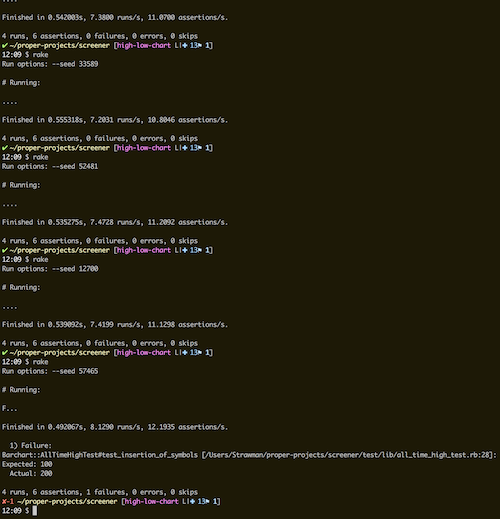 ....
Finished in 0.542003s, 7.3800 runs/s, 11.0700 assertions/s.
4 runs, 6 assertions, 0 failures, 0 errors, 0 skips
✔ ~/proper-projects/screener [high-low-chart L|✚ 13⚑ 1]
12:09 $ rake
Run options: --seed 33589
# Running:
....
Finished in 0.555318s, 7.2031 runs/s, 10.8046 assertions/s.
4 runs, 6 assertions, 0 failures, 0 errors, 0 skips
✔ ~/proper-projects/screener [high-low-chart L|✚ 13⚑ 1]
12:09 $ rake
Run options: --seed 52481
# Running:
....
Finished in 0.535275s, 7.4728 runs/s, 11.2092 assertions/s.
4 runs, 6 assertions, 0 failures, 0 errors, 0 skips
✔ ~/proper-projects/screener [high-low-chart L|✚ 13⚑ 1]
12:09 $ rake
Run options: --seed 12700
# Running:
....
Finished in 0.539092s, 7.4199 runs/s, 11.1298 assertions/s.
4 runs, 6 assertions, 0 failures, 0 errors, 0 skips
✔ ~/proper-projects/screener [high-low-chart L|✚ 13⚑ 1]
12:09 $ rake
Run options: --seed 57465
# Running:
F...
Finished in 0.492067s, 8.1290 runs/s, 12.1935 assertions/s.
1) Failure:
Barchart::AllTimeHighTest#test_insertion_of_symbols [/Users/Strawman/proper-projects/screener/test/lib/all_time_high_test.rb:28]:
Expected: 100
Actual: 200
4 runs, 6 assertions, 1 failures, 0 errors, 0 skips
✘-1 ~/proper-projects/screener [high-low-chart L|✚ 13⚑ 1]
12:09 $